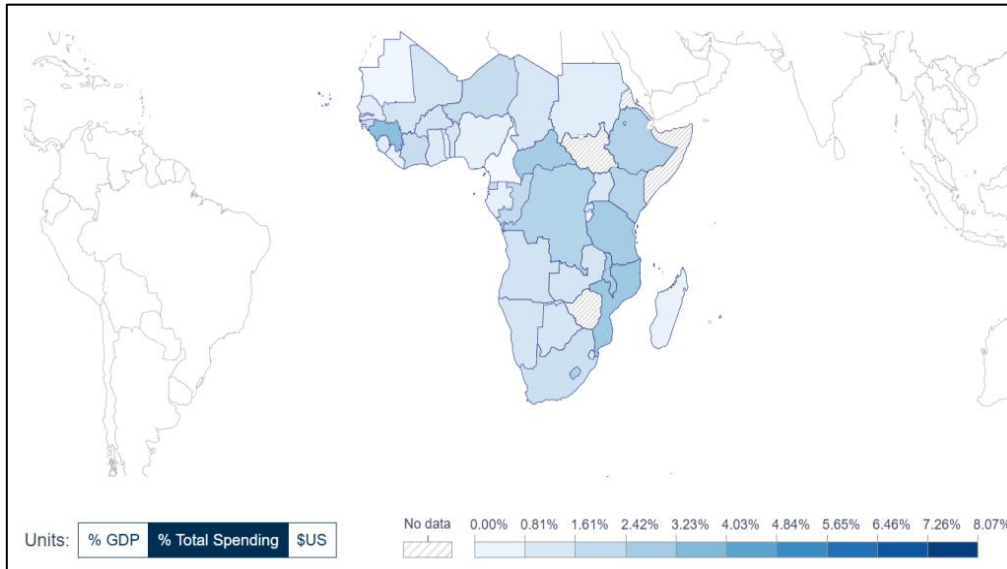 No data 0.00% 0.81% 1.61% 2.42% 3.23% 4.03% 4.84% 5.65% 6.46% 7.26% 8.07%
Units: % GDP % Total Spending $US